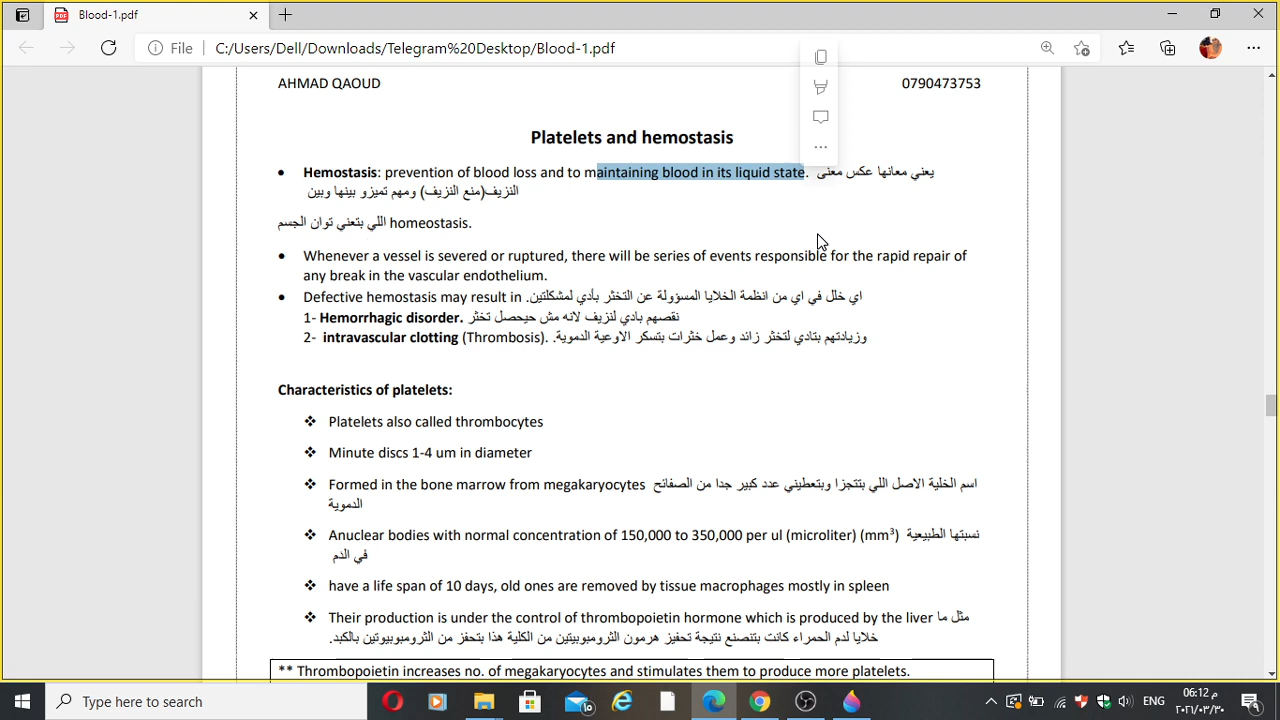 Blood-1.pdf
File C:/Users/Dell/Downloads/Telegram%20Desktop/Blood-1.pdf
AHMAD QAOUD 0790473753
Platelets and hemostasis
• Hemostasis: prevention of blood loss and to maintaining blood in its liquid state. يعني معانها عكس معنى
النزيف(منع النزيف) ومهم تميزو بينها وبين
اللي بتعني توان الجسم homeostasis.
• Whenever a vessel is severed or ruptured, there will be series of events responsible for the rapid repair of
any break in the vascular endothelium.
• Defective hemostasis may result in .اي خلل في اي من انظمة الخلايا المسؤولة عن التخثر بأدي لمشكلتين
1- Hemorrhagic disorder. نقصهم بادي لنزيف لانه مش حيحصل تخثر
2- intravascular clotting (Thrombosis). .وزيادتهم بتادي لتخثر زائد وعمل خثرات بتسكر الاوعية الدموية
Characteristics of platelets:
❖ Platelets also called thrombocytes
❖ Minute discs 1-4 um in diameter
❖ Formed in the bone marrow from megakaryocytes اسم الخلية الاصل اللي بتتجزا وبتعطيني عدد كبير جدا من الصفائح
الدموية
❖ Anuclear bodies with normal concentration of 150,000 to 350,000 per ul (microliter) (mm³) نسبتها الطبيعية
في الدم
❖ have a life span of 10 days, old ones are removed by tissue macrophages mostly in spleen
❖ Their production is under the control of thrombopoietin hormone which is produced by the liver مثل ما
خلايا لدم الحمراء كانت بتنصنع نتيجة تحفيز هرمون الثرومبوبيتين من الكلية هذا بتحفز من الثرومبوبيوتين بالكبد.
** Thrombopoietin increases no. of megakaryocytes and stimulates them to produce more platelets.
Type here to search
ENG
06:12 م
٢٠٢١/٠٣/٣٠